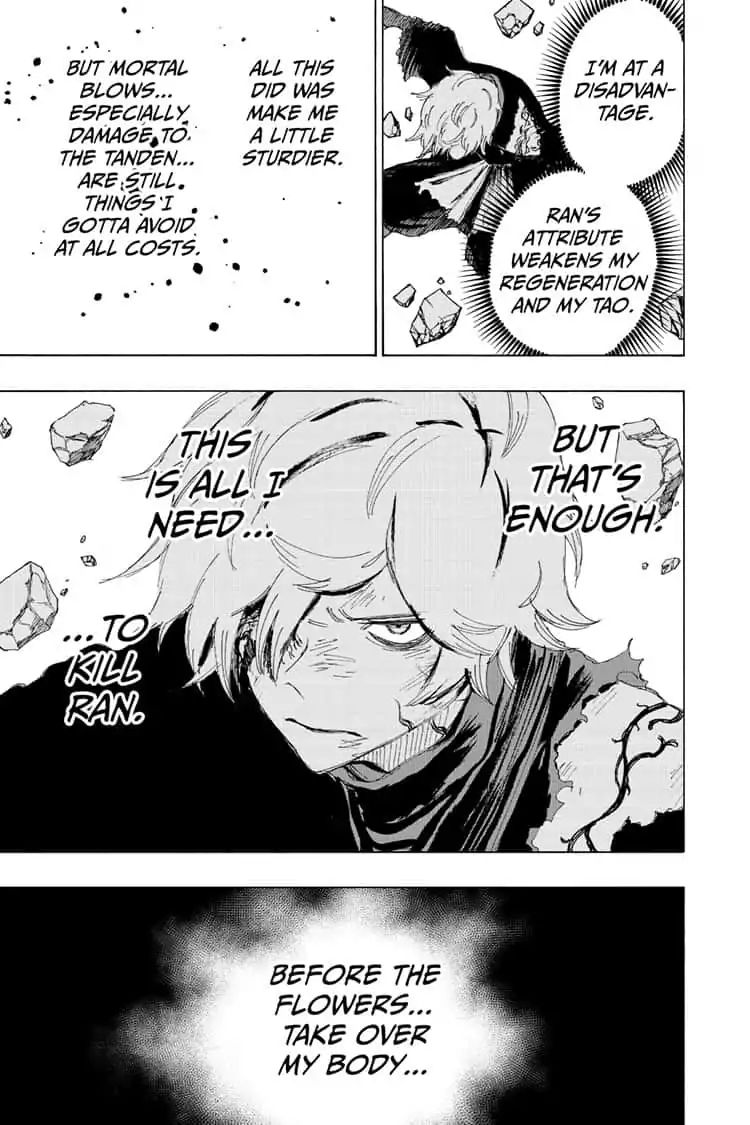 I'M AT A
DISADVAN-
TAGE.
RAN'S
ATTRIBUTE
WEAKENS MY
REGENERATION
AND MY TAO.
ALL THIS
DID WAS
MAKE ME
A LITTLE
STURDIER.
BUT MORTAL
BLOWS...
ESPECIALLY
DAMAGE TO
THE TANDEN...
ARE STILL
THINGS I
GOTTA AVOID
AT ALL COSTS.
BUT
THAT'S
ENOUGH.
THIS
IS ALL I
NEED...
...TO
KILL
RAN.
BEFORE THE
FLOWERS...
TAKE OVER
MY BODY...